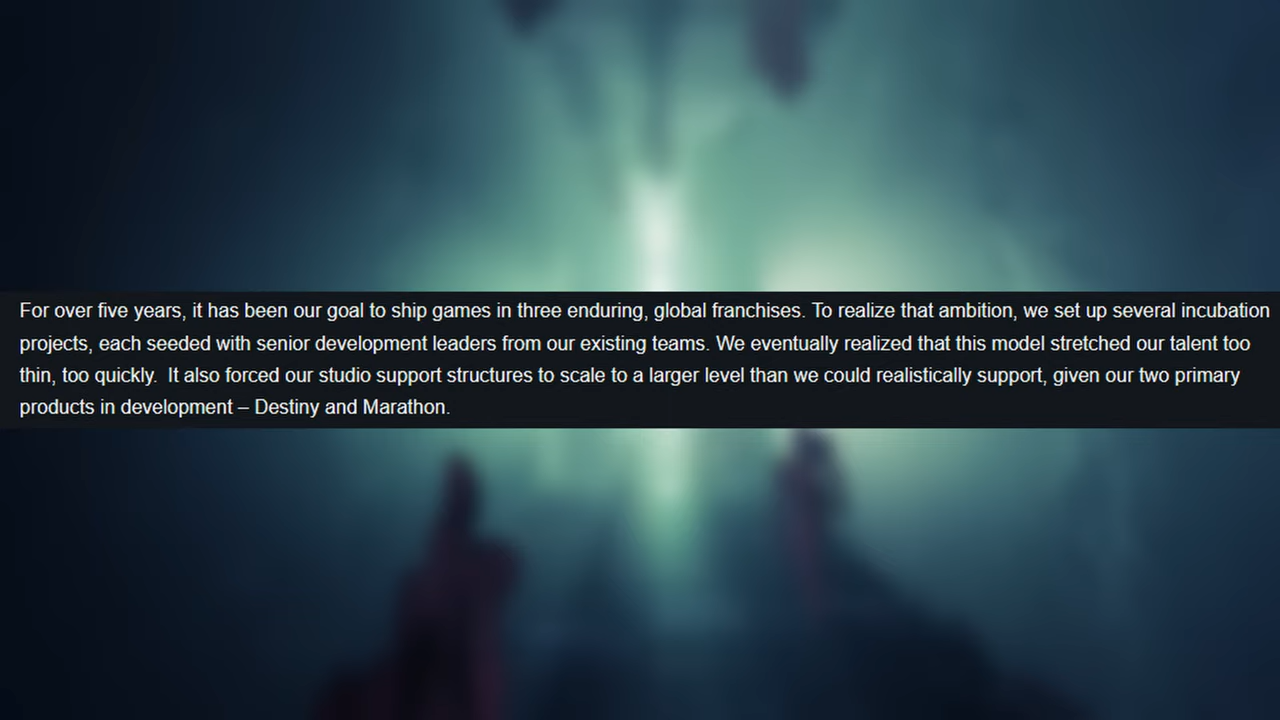 For over five years, it has been our goal to ship games in three enduring, global franchises. To realize that ambition, we set up several incubation
projects, each seeded with senior development leaders from our existing teams. We eventually realized that this model stretched our talent too
thin, too quickly.  It also forced our studio support structures to scale to a larger level than we could realistically support, given our two primary
products in development – Destiny and Marathon.